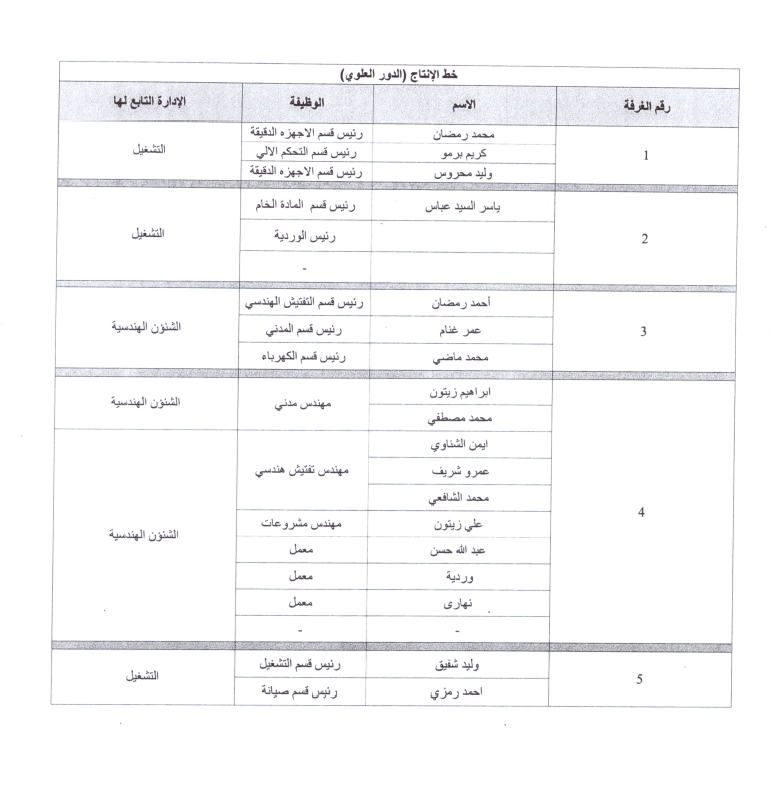 خط الإنتاج (الدور العلوي)
رقم الغرفة الاسم الوظيفة الإدارة التابع لها
1 محمد رمضان رئيس قسم الاجهزه الدقيقة التشغيل
كريم برمو رئيس قسم التحكم الالي
وليد محروس رئيس قسم الاجهزه الدقيقة
2 ياسر السيد عباس رئيس قسم المادة الخام التشغيل
رئيس الوردية
-
3 أحمد رمضان رئيس قسم التفتيش الهندسي الشئون الهندسية
عمر غنام رئيس قسم المدني
محمد ماضي رئيس قسم الكهرباء
4 ابراهيم زيتون مهندس مدني الشئون الهندسية
محمد مصطفي
ايمن الشناوي
عمرو شريف مهندس تفتيش هندسي
محمد الشافعي
علي زيتون مهندس مشروعات الشئون الهندسية
عبد الله حسن معمل
وردية معمل
نهارى معمل
- -
5 وليد شفيق رئيس قسم التشغيل التشغيل
احمد رمزي رئيس قسم صيانة